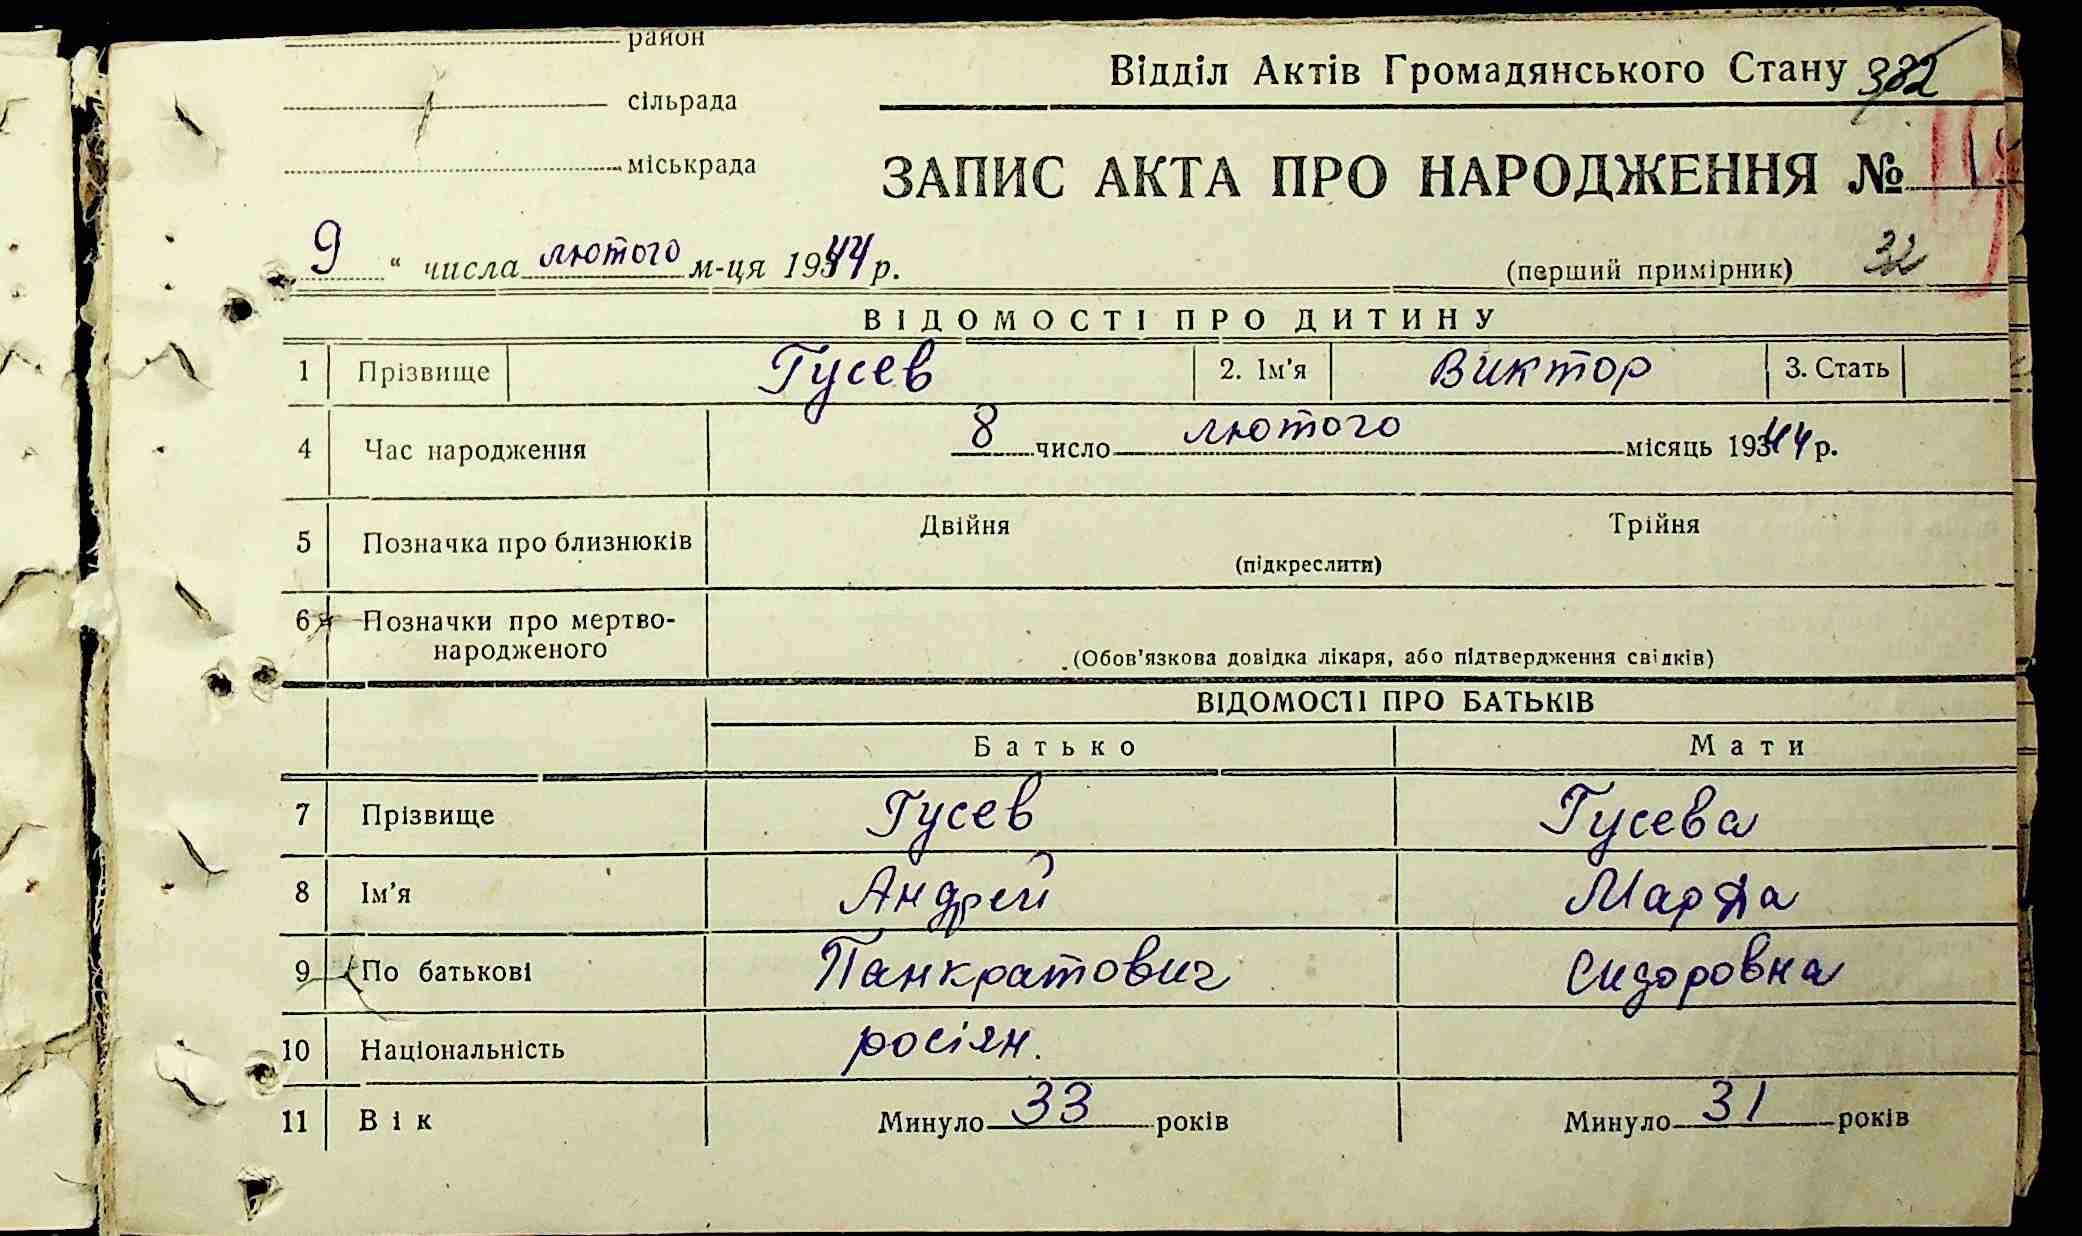 район
Відділ Актів Громадянського Стану 382
сільрада
міськрада
ЗАПИС АКТА ПРО НАРОДЖЕННЯ №
9 " числа лютого м-ця 1944 р.
(перший примірник) 32
ВІДОМОСТІ ПРО ДИТИНУ
1 Прізвище Гусев 2. Ім'я Виктор 3. Стать
4 Час народження 8 число лютого місяць 1944 р.
5 Позначка про близнюків Двійня Трійня
(підкреслити)
6 Позначки про мертво-
народженого
(Обов'язкова довідка лікаря, або підтвердження свідків)
ВІДОМОСТІ ПРО БАТЬКІВ
Батько Мати
7 Прізвище Гусев Гусева
8 Ім'я Андрей Марфа
9 По батькові Панкратович Сидоровна
10 Національність росіян.
11 Вік Минуло 33 років Минуло 31 років